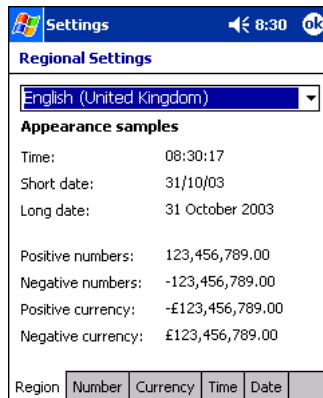 Settings 8:30 ok
Regional Settings
English (United Kingdom)
Appearance samples
Time: 08:30:17
Short date: 31/10/03
Long date: 31 October 2003
Positive numbers: 123,456,789.00
Negative numbers: -123,456,789.00
Positive currency: -£123,456,789.00
Negative currency: £123,456,789.00
Region Number Currency Time Date